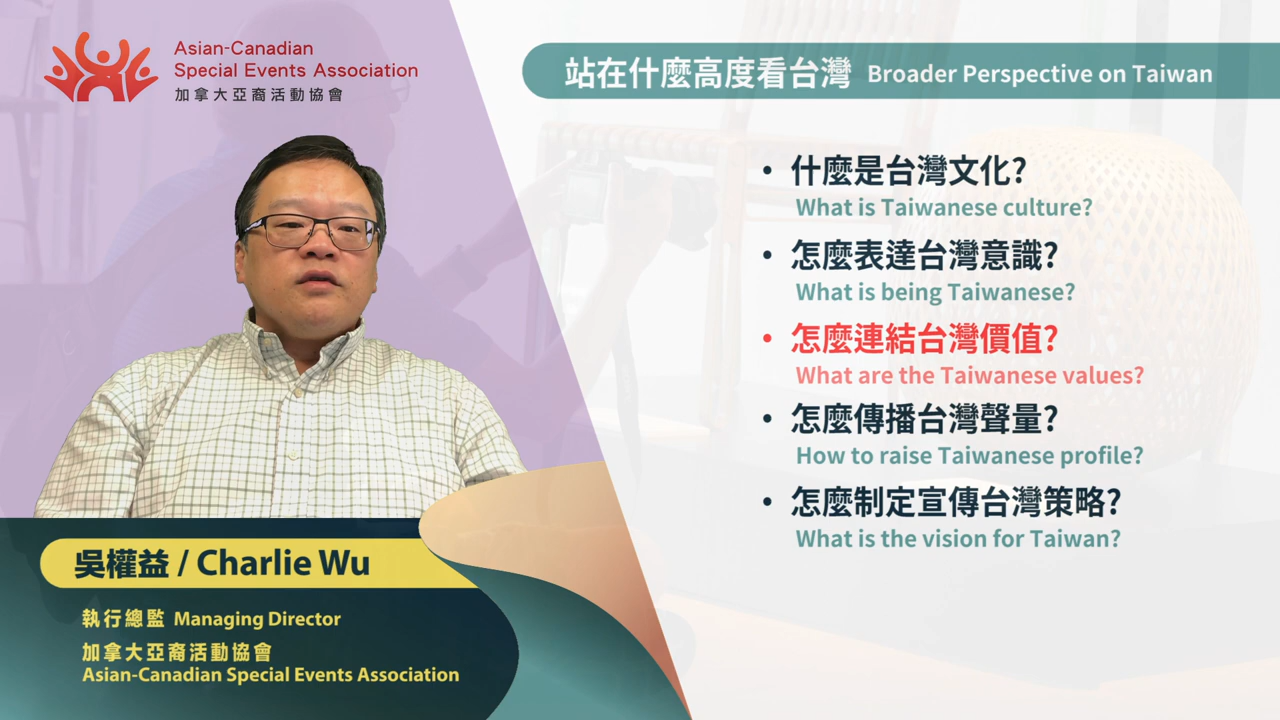 Asian-Canadian
Special Events Association
加拿大亞裔活動協會
站在什麼高度看台灣 Broader Perspective on Taiwan
• 什麼是台灣文化?
What is Taiwanese culture?
• 怎麼表達台灣意識?
What is being Taiwanese?
• 怎麼連結台灣價值?
What are the Taiwanese values?
• 怎麼傳播台灣聲量?
How to raise Taiwanese profile?
• 怎麼制定宣傳台灣策略?
What is the vision for Taiwan?
吳權益 / Charlie Wu
執行總監 Managing Director
加拿大亞裔活動協會
Asian-Canadian Special Events Association